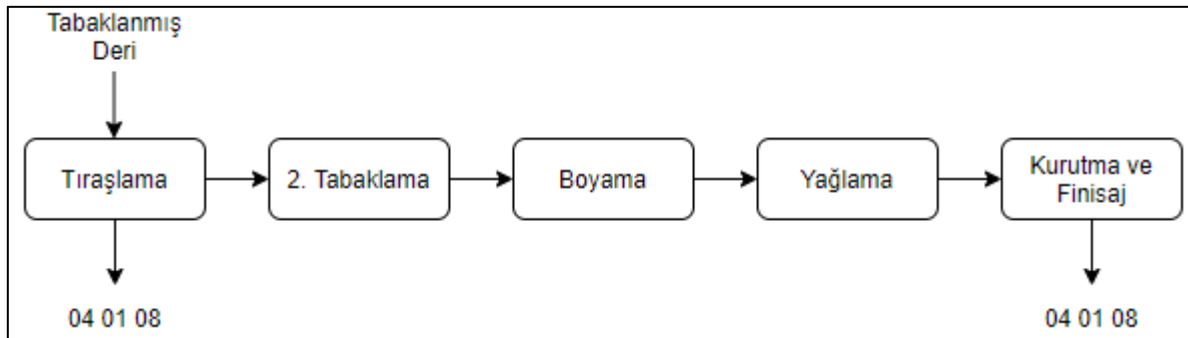 Tabaklanmış
Deri
Tıraşlama
2. Tabaklama
Boyama
Yağlama
Kurutma ve
Finisaj
04 01 08
04 01 08